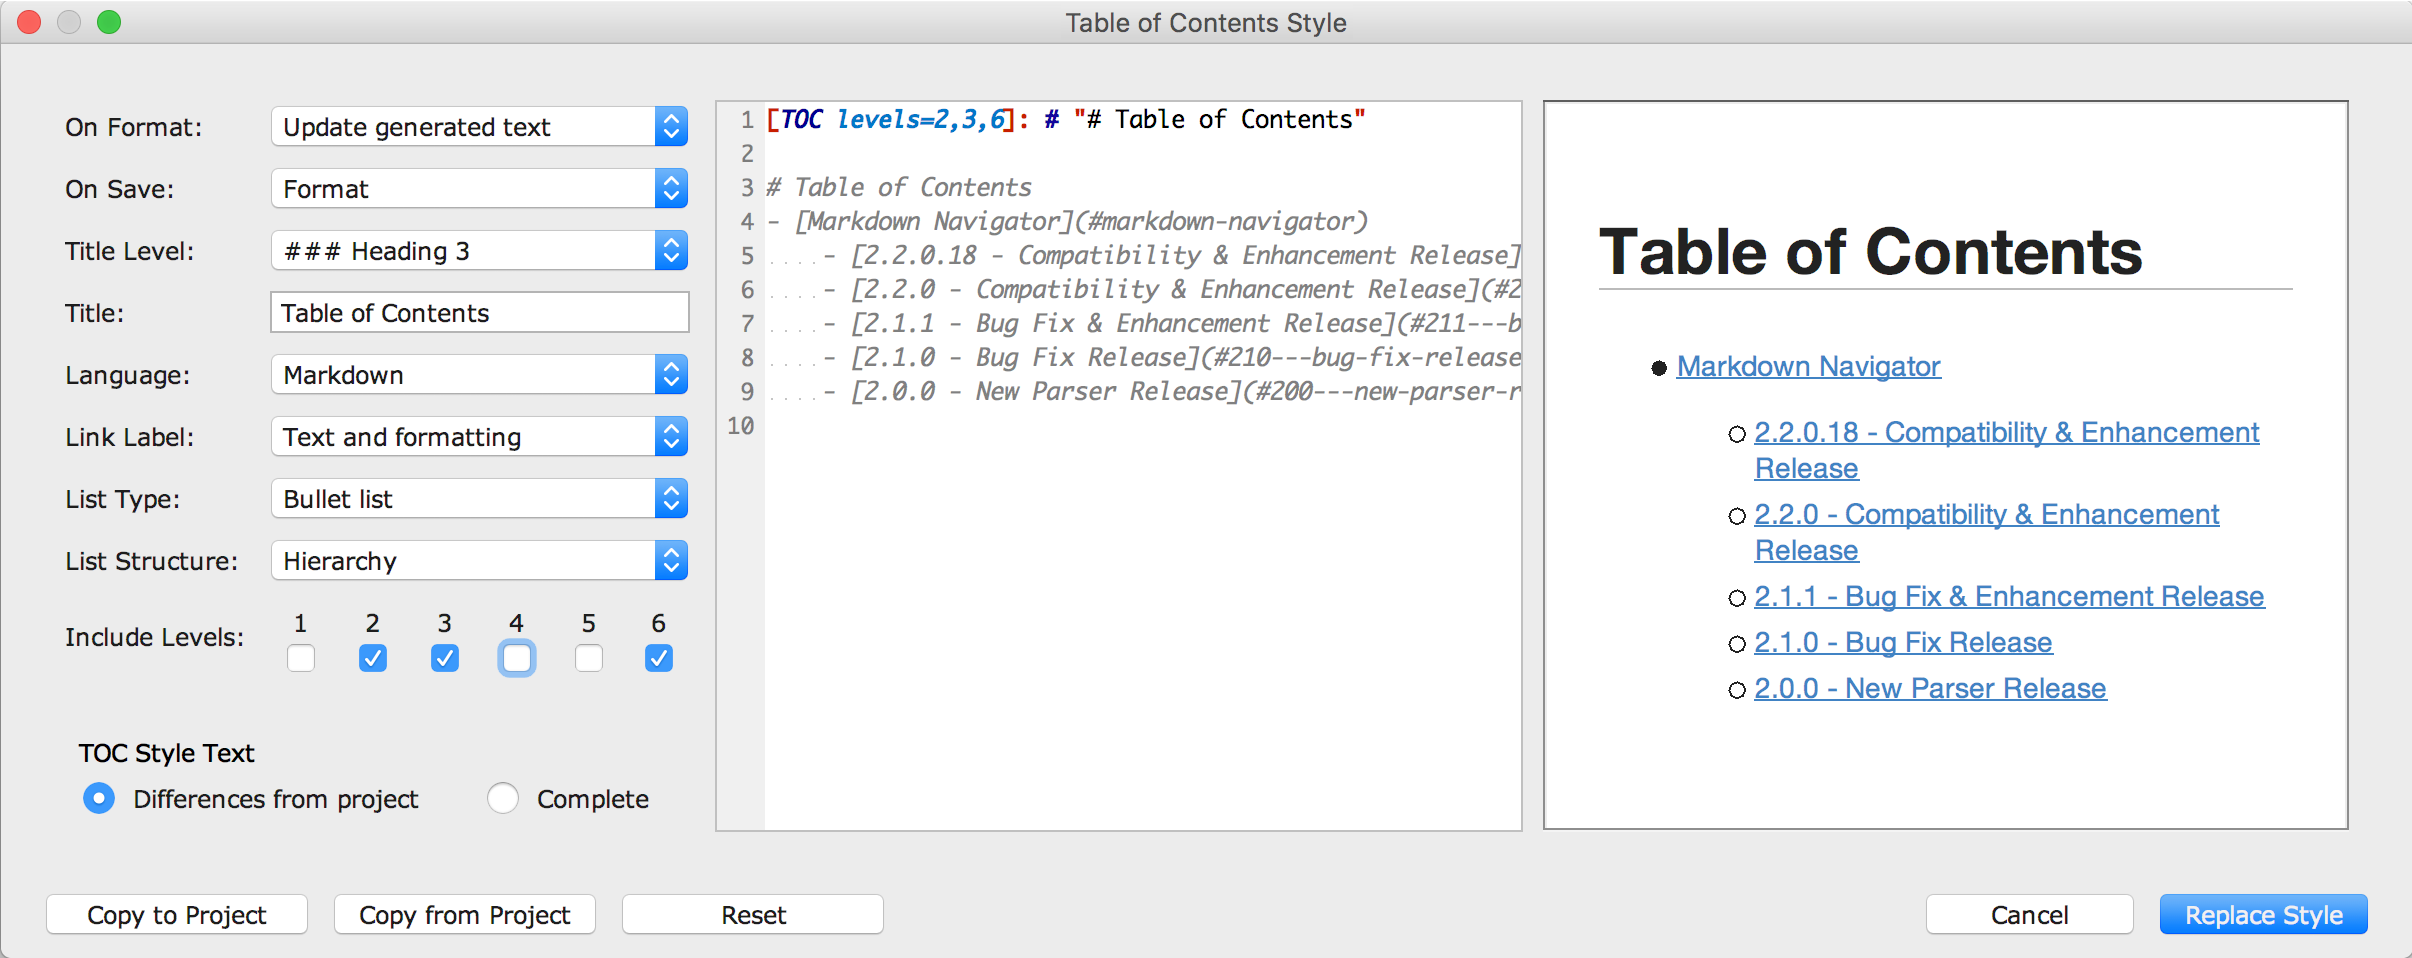 Table of Contents Style
On Format: Update generated text
On Save: Format
Title Level: ### Heading 3
Title: Table of Contents
Language: Markdown
Link Label: Text and formatting
List Type: Bullet list
List Structure: Hierarchy
1 2 3 4 5 6
Include Levels:
TOC Style Text
Differences from project Complete
1 [TOC levels=2,3,6]: # "# Table of Contents"
2
3 # Table of Contents
4 - [Markdown Navigator](#markdown-navigator)
5 ....- [2.2.0.18 - Compatibility & Enhancement Release]
6 ....- [2.2.0 - Compatibility & Enhancement Release](#2
7 ....- [2.1.1 - Bug Fix & Enhancement Release](#211---b
8 ....- [2.1.0 - Bug Fix Release](#210---bug-fix-release
9 ....- [2.0.0 - New Parser Release](#200---new-parser-r
10
Table of Contents
Markdown Navigator
2.2.0.18 - Compatibility & Enhancement
Release
2.2.0 - Compatibility & Enhancement
Release
2.1.1 - Bug Fix & Enhancement Release
2.1.0 - Bug Fix Release
2.0.0 - New Parser Release
Copy to Project Copy from Project Reset Cancel Replace Style